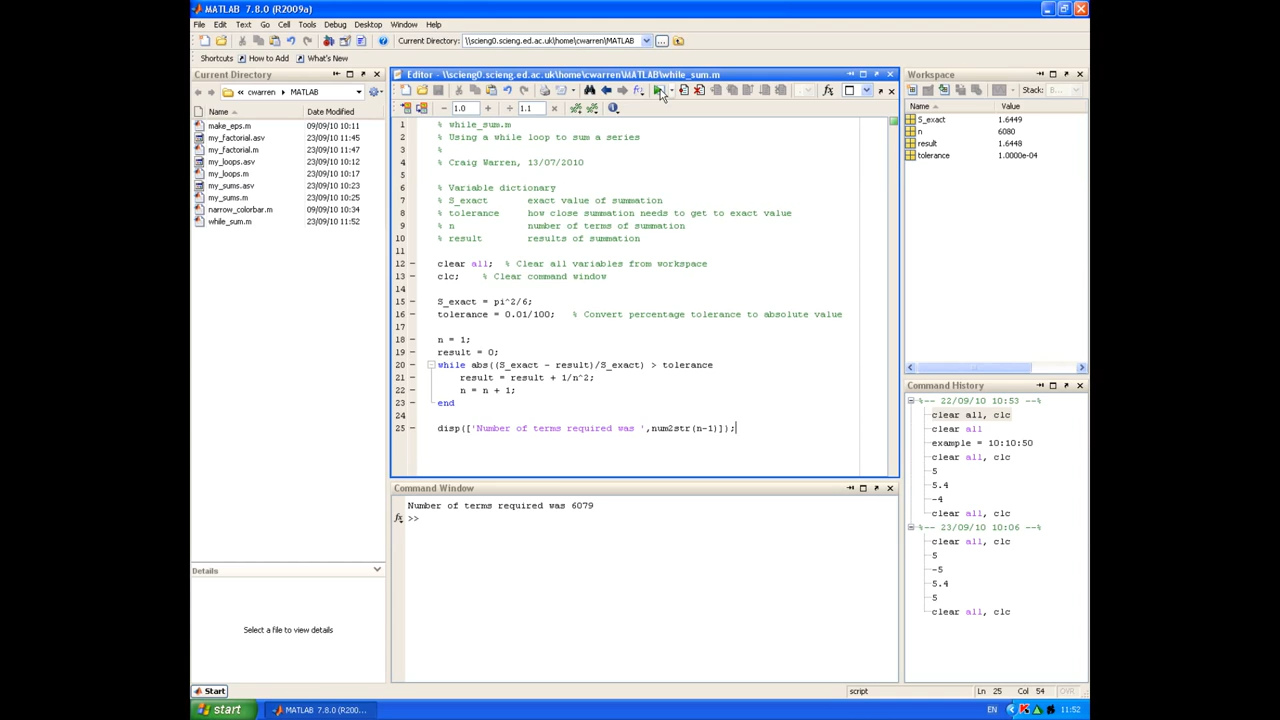 MATLAB 7.8.0 (R2009a)
File Edit Text Go Cell Tools Debug Desktop Window Help
Current Directory: \\scieng0.scieng.ed.ac.uk\home\cwarren\MATLAB
Shortcuts How to Add What's New
Current Directory
cwarren MATLAB
Name Date Modified
make_eps.m 09/09/10 10:11
my_factorial.asv 23/09/10 11:45
my_factorial.m 23/09/10 11:47
my_loops.asv 23/09/10 10:12
my_loops.m 23/09/10 10:17
my_sums.asv 23/09/10 10:23
my_sums.m 23/09/10 10:25
narrow_colorbar.m 09/09/10 10:34
while_sum.m 23/09/10 11:52
Details
Select a file to view details
Editor - \\scieng0.scieng.ed.ac.uk\home\cwarren\MATLAB\while_sum.m
Stack: Base
1.0 1.1
1 % while_sum.m
2 % Using a while loop to sum a series
3 %
4 % Craig Warren, 13/07/2010
5
6 % Variable dictionary
7 % S_exact exact value of summation
8 % tolerance how close summation needs to get to exact value
9 % n number of terms of summation
10 % result results of summation
11
12 clear all; % Clear all variables from workspace
13 clc; % Clear command window
14
15 S_exact = pi^2/6;
16 tolerance = 0.01/100; % Convert percentage tolerance to absolute value
17
18 n = 1;
19 result = 0;
20 while abs((S_exact - result)/S_exact) > tolerance
21 result = result + 1/n^2;
22 n = n + 1;
23 end
24
25 disp(['Number of terms required was ',num2str(n-1)]);
Command Window
Number of terms required was 6079
fx >>
Workspace
Name Value
S_exact 1.6449
n 6080
result 1.6448
tolerance 1.0000e-04
Command History
%-- 22/09/10 10:53 --%
clear all, clc
clear all
example = 10:10:50
clear all, clc
5
5.4
-4
clear all, clc
%-- 23/09/10 10:06 --%
clear all, clc
5
-5
5.4
5
clear all, clc
Start
script Ln 25 Col 54 OVR
start MATLAB 7.8.0 (R200... EN 11:52